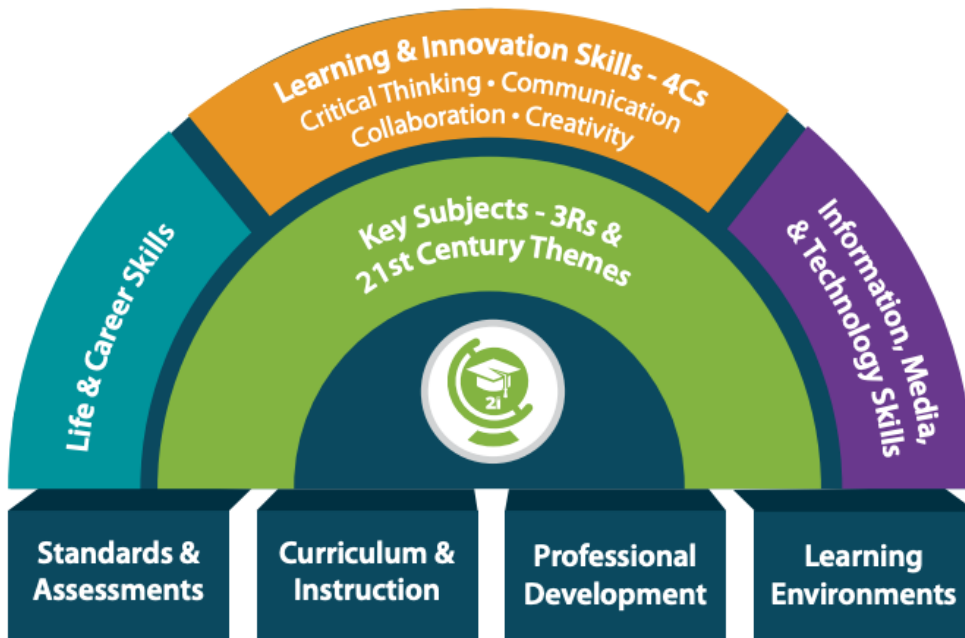 Learning & Innovation Skills - 4Cs
Critical Thinking • Communication
Collaboration • Creativity
Life & Career Skills
Key Subjects - 3Rs &
21st Century Themes
Information, Media,
& Technology Skills
21
Standards &
Assessments
Curriculum &
Instruction
Professional
Development
Learning
Environments